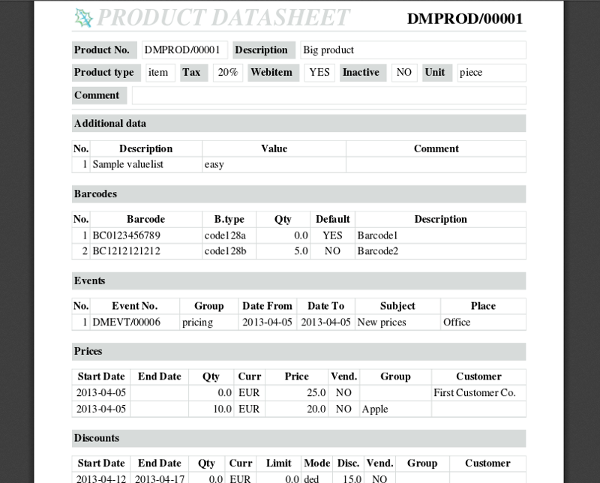 PRODUCT DATASHEET DMPROD/00001
Product No. DMPROD/00001 Description Big product
Product type item Tax 20% Webitem YES Inactive NO Unit piece
Comment
Additional data
No. Description Value Comment
1 Sample valuelist easy
Barcodes
No. Barcode B.type Qty Default Description
1 BC0123456789 code128a 0.0 YES Barcode1
2 BC1212121212 code128b 5.0 NO Barcode2
Events
No. Event No. Group Date From Date To Subject Place
1 DMEVT/00006 pricing 2013-04-05 2013-04-05 New prices Office
Prices
Start Date End Date Qty Curr Price Vend. Group Customer
2013-04-05 0.0 EUR 25.0 NO First Customer Co.
2013-04-05 10.0 EUR 20.0 NO Apple
Discounts
Start Date End Date Qty Curr Limit Mode Disc. Vend. Group Customer
2013-04-12 2013-04-17 0.0 EUR 0.0 ded 15.0 NO